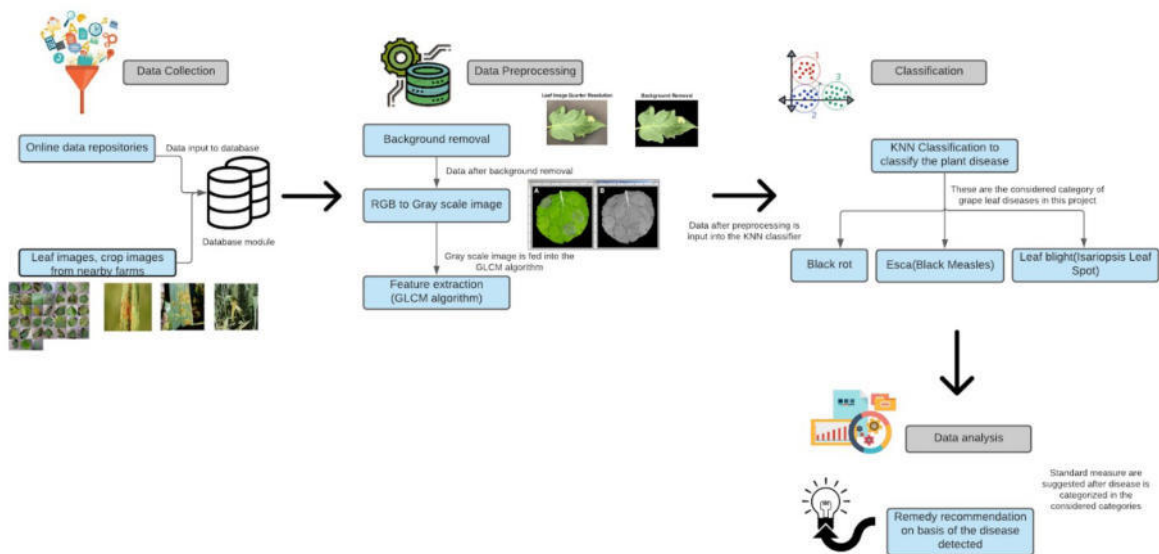 Data Collection
Online data repositories
Data input to database
Database module
Leaf images, crop images
from nearby farms
Data Preprocessing
Leaf Image Quarter Resolution
Background Removal
Background removal
Data after background removal
RGB to Gray scale image
A
B
Gray scale image is fed into the
GLCM algorithm
Feature extraction
(GLCM algorithm)
Data after preprocessing is
input into the KNN classifier
1
2
3
Classification
KNN Classification to
classify the plant disease
These are the considered category of
grape leaf diseases in this project
Black rot
Esca(Black Measles)
Leaf blight(Isariopsis Leaf
Spot)
Data analysis
Standard measure are
suggested after disease is
categorized in the
considered categories
Remedy recommendation
on basis of the disease
detected